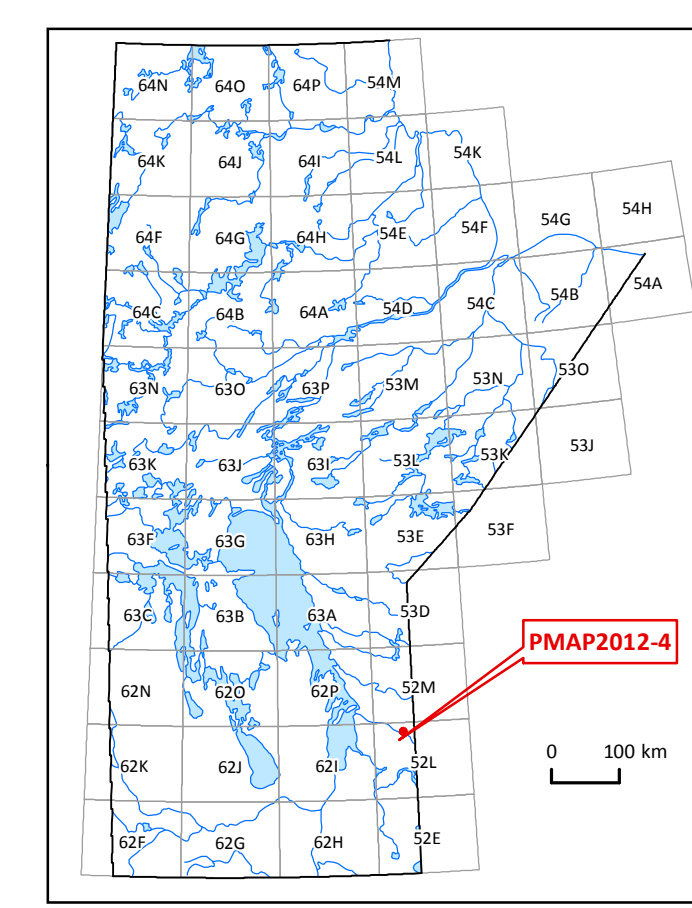 64N 64O 64P 54M
64K 64J 64I 54L 54K
64F 64G 64H 54E 54F 54G 54H
64C 64B 64A 54D 54C 54B 54A
63N 63O 63P 53M 53N 53O
63K 63J 63I 53L 53K 53J
63F 63G 63H 53E 53F
63C 63B 63A 53D
PMAP2012-4
62N 62O 62P 52M
0 100 km
62K 62J 62I 52L
62F 62G 62H 52E